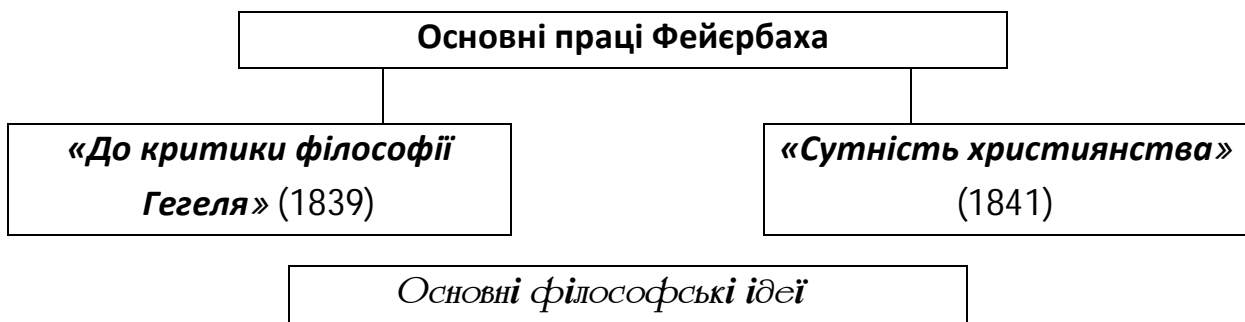 Основні праці Фейєрбаха
«До критики філософії
Гегеля» (1839)
«Сутність християнства»
(1841)
Основні філософські ідеї